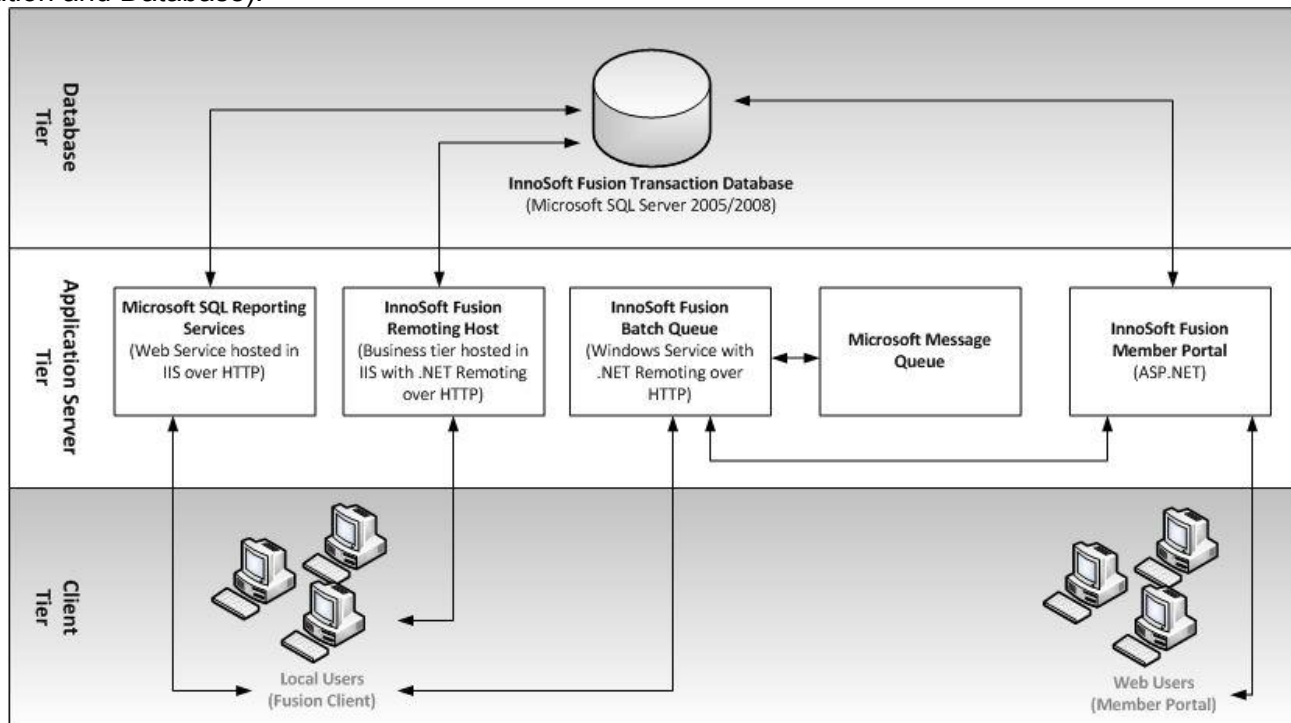 tion and Database).
Database
Tier
InnoSoft Fusion Transaction Database
(Microsoft SQL Server 2005/2008)
Application Server
Tier
Microsoft SQL Reporting
Services
(Web Service hosted in
IIS over HTTP)
InnoSoft Fusion
Remoting Host
(Business tier hosted in
IIS with .NET Remoting
over HTTP)
InnoSoft Fusion
Batch Queue
(Windows Service with
.NET Remoting over
HTTP)
Microsoft Message
Queue
InnoSoft Fusion
Member Portal
(ASP.NET)
Client
Tier
Local Users
(Fusion Client)
Web Users
(Member Portal)